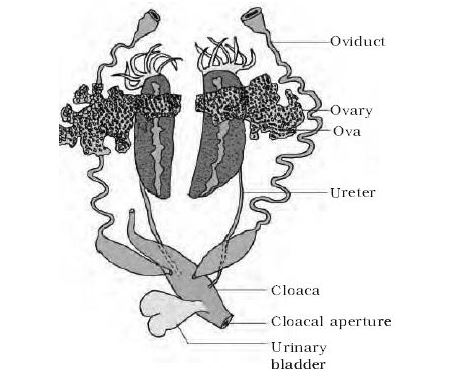 Oviduct
Ovary
Ova
Ureter
Cloaca
Cloacal aperture
Urinary
bladder